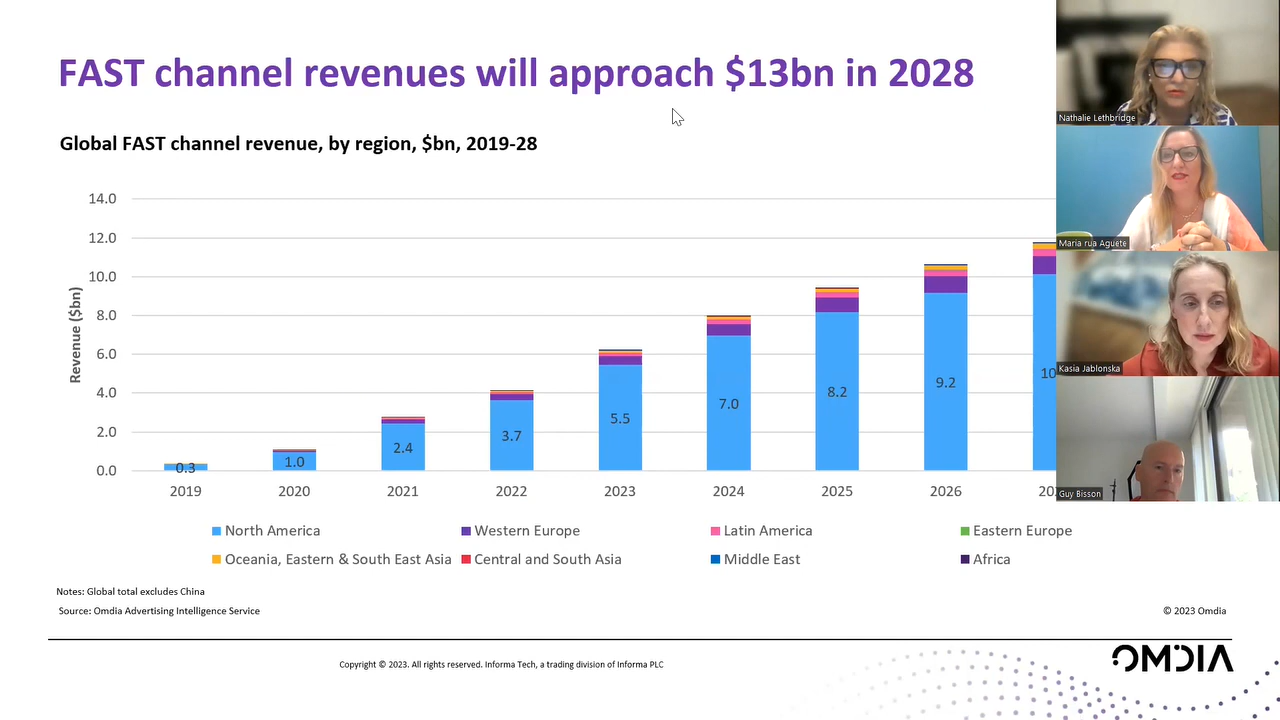 FAST channel revenues will approach $13bn in 2028
Global FAST channel revenue, by region, $bn, 2019-28
Revenue ($bn)
14.0
12.0
10.0
8.0
6.0
4.0
2.0
0.0
0.3
1.0
2.4
3.7
5.5
7.0
8.2
9.2
10
2019
2020
2021
2022
2023
2024
2025
2026
20
North America
Western Europe
Latin America
Eastern Europe
Oceania, Eastern & South East Asia
Central and South Asia
Middle East
Africa
Notes: Global total excludes China
Source: Omdia Advertising Intelligence Service
© 2023 Omdia
Copyright © 2023. All rights reserved. Informa Tech, a trading division of Informa PLC
OMDIA
Nathalie Lethbridge
Maria rua Aguete
Kasia Jablonska
Guy Bisson